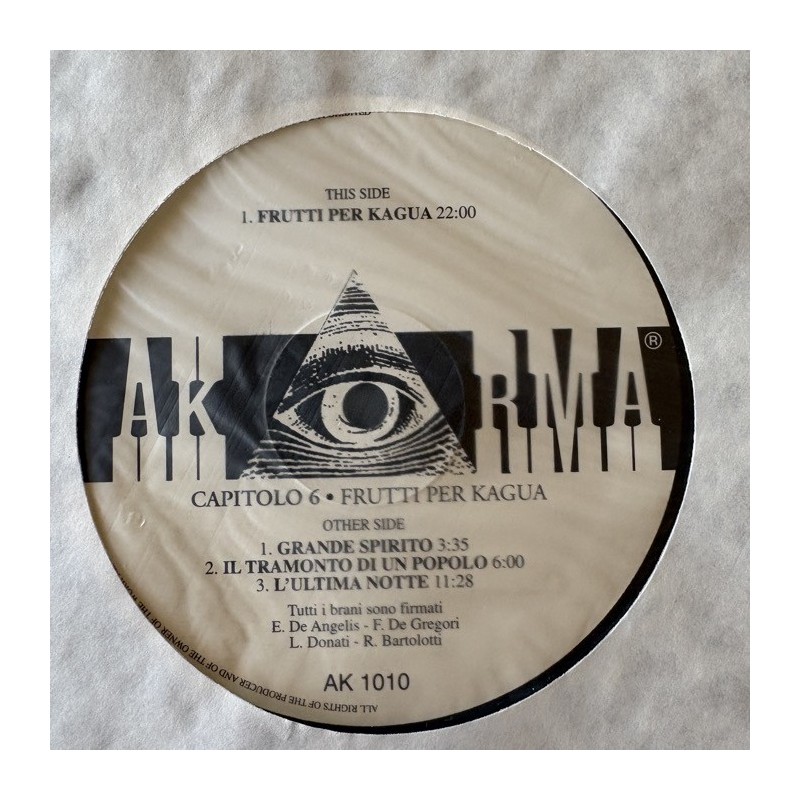 THIS SIDE
1. FRUTTI PER KAGUA 22:00
AKARMA®
CAPITOLO 6 • FRUTTI PER KAGUA
OTHER SIDE
1. GRANDE SPIRITO 3:35
2. IL TRAMONTO DI UN POPOLO 6:00
3. L'ULTIMA NOTTE 11:28
Tutti i brani sono firmati
E. De Angelis - F. De Gregori
L. Donati - R. Bartolotti
AK 1010
ALL RIGHTS OF THE PRODUCER AND OF THE OWNER OF THE